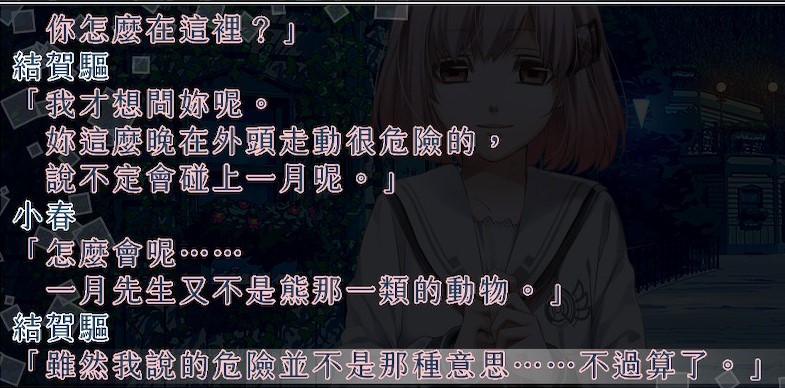 你怎麼在這裡？」
結賀驅
「我才想問妳呢。
妳這麼晚在外頭走動很危險的，
說不定會碰上一月呢。」
小春
「怎麼會呢……
一月先生又不是熊那一類的動物。」
結賀驅
「雖然我說的危險並不是那種意思……不過算了。」